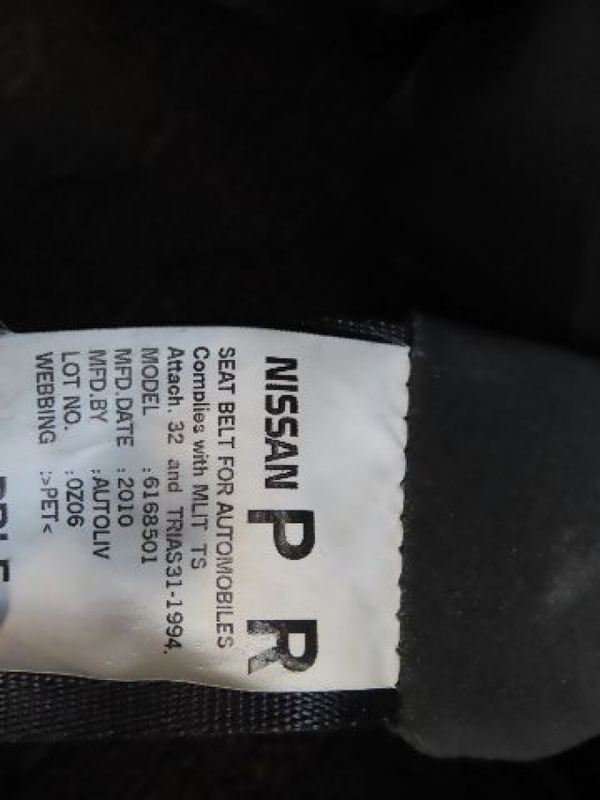 NISSAN P R
SEAT BELT FOR AUTOMOBILES
Complies with MLIT TS
Attach. 32 and TRIAS31-1994.
MODEL :6168501
MFD.DATE :2010
MFD.BY :AUTOLIV
LOT NO. :0Z06
WEBBING :>PET<